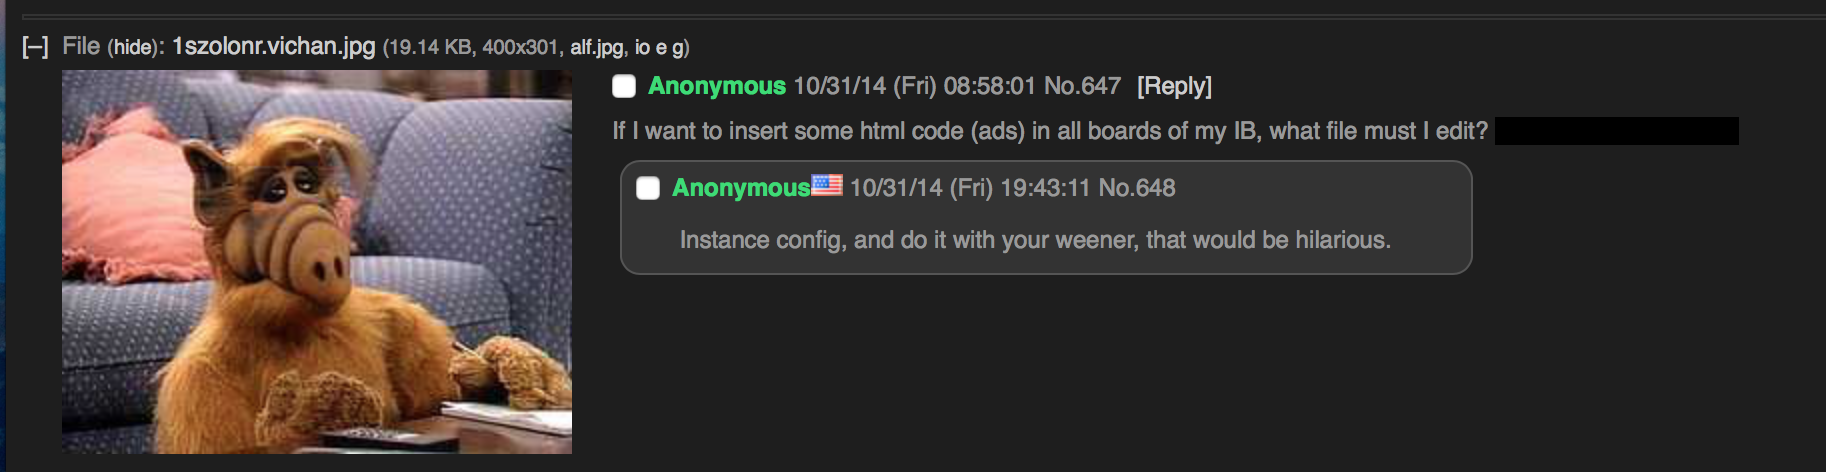 [–] File (hide): 1szolonr.vichan.jpg (19.14 KB, 400x301, alf.jpg, io e g)
Anonymous 10/31/14 (Fri) 08:58:01 No.647 [Reply]
If I want to insert some html code (ads) in all boards of my IB, what file must I edit?
Anonymous 10/31/14 (Fri) 19:43:11 No.648
Instance config, and do it with your weener, that would be hilarious.